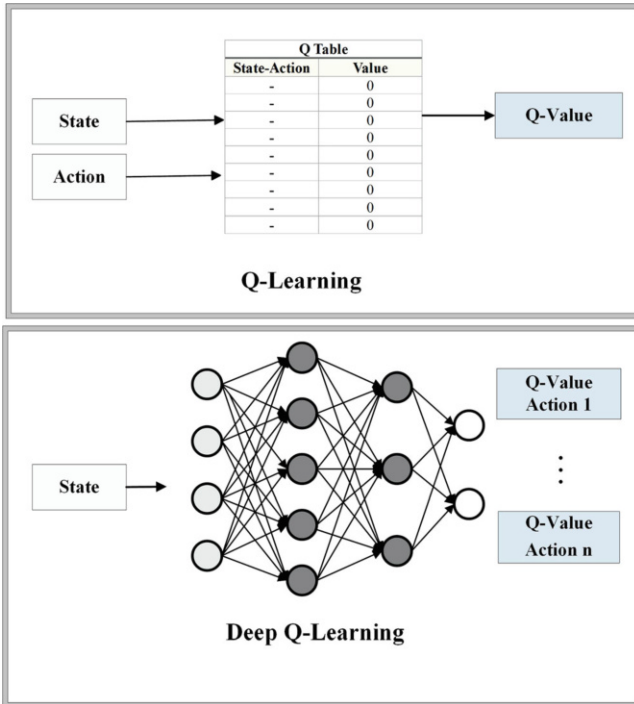 Q Table
State-Action Value
- 0
- 0
- 0
- 0
- 0
- 0
- 0
- 0
- 0
State
Action
Q-Value
Q-Learning
State
Q-Value
Action 1
Q-Value
Action n
Deep Q-Learning